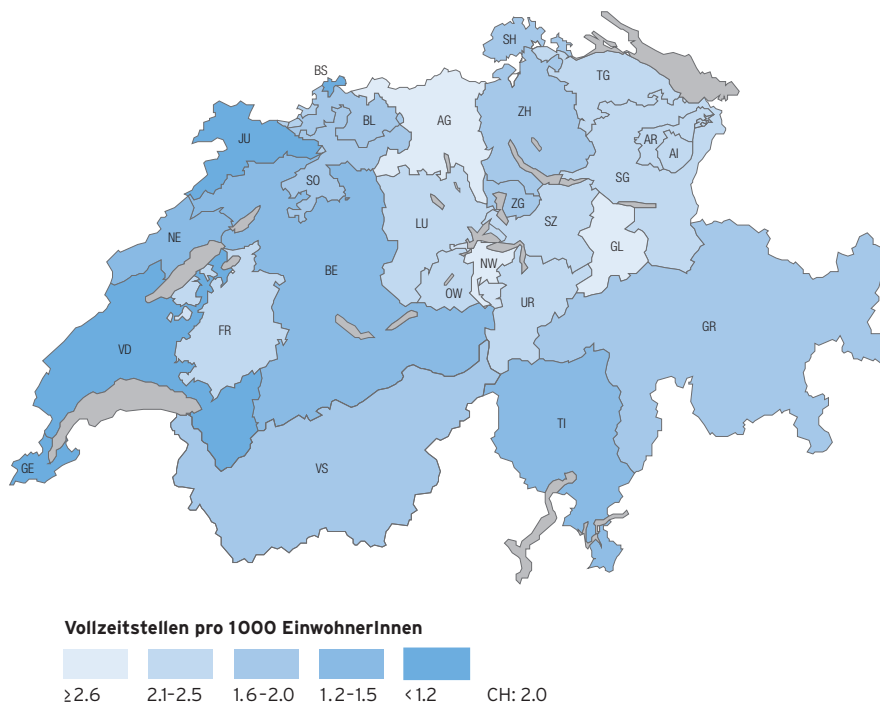 SH
BS
TG
BL
AG
ZH
JU
AR
AI
SO
SG
ZG
LU
SZ
NE
GL
NW
BE
OW
UR
FR
GR
VD
TI
GE
VS
Vollzeitstellen pro 1000 EinwohnerInnen
≥2.6 2.1–2.5 1.6–2.0 1.2–1.5 <1.2 CH: 2.0